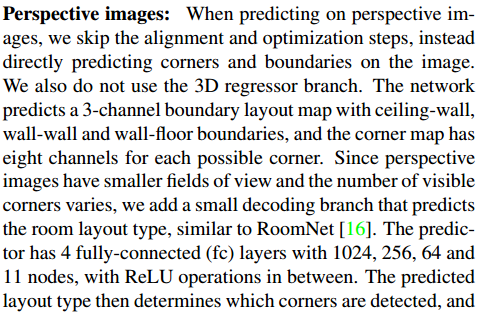 Perspective images: When predicting on perspective im-
ages, we skip the alignment and optimization steps, instead
directly predicting corners and boundaries on the image.
We also do not use the 3D regressor branch. The network
predicts a 3-channel boundary layout map with ceiling-wall,
wall-wall and wall-floor boundaries, and the corner map has
eight channels for each possible corner. Since perspective
images have smaller fields of view and the number of visible
corners varies, we add a small decoding branch that predicts
the room layout type, similar to RoomNet [16]. The predic-
tor has 4 fully-connected (fc) layers with 1024, 256, 64 and
11 nodes, with ReLU operations in between. The predicted
layout type then determines which corners are detected, and